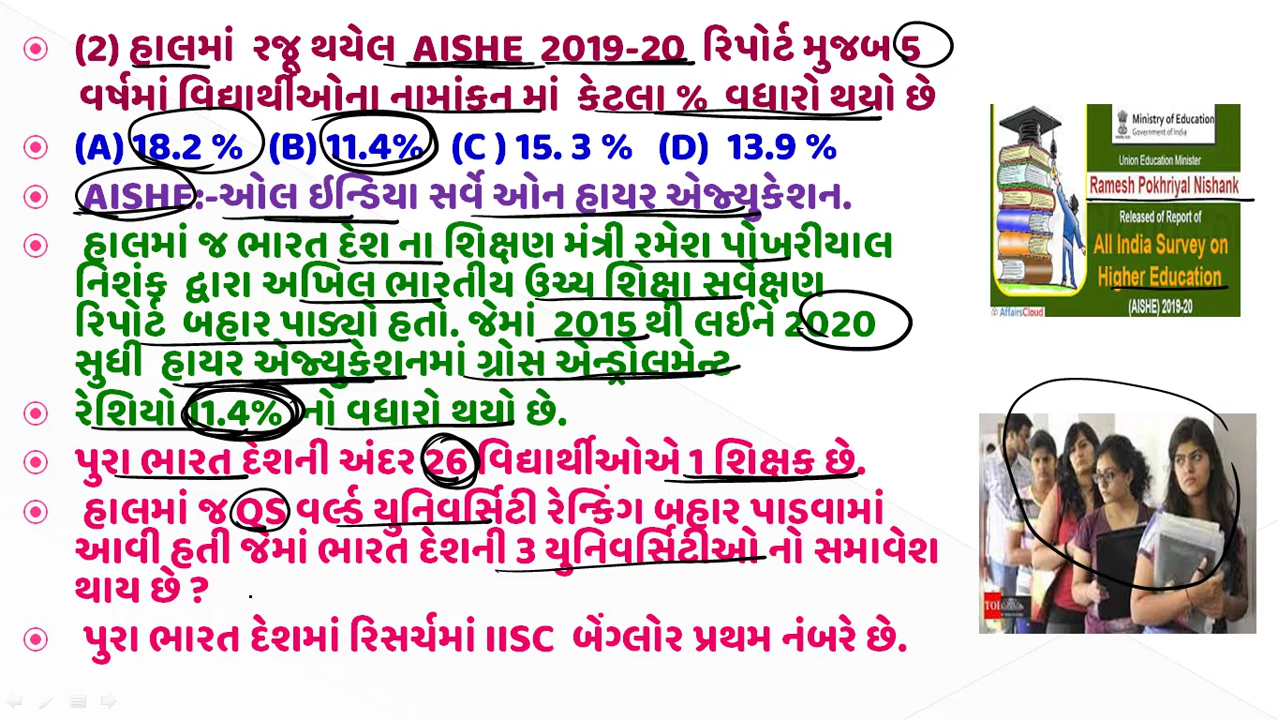 (2) હાલમાં રજૂ થયેલ AISHE 2019-20 રિપોર્ટ મુજબ 5
વર્ષમાં વિદ્યાર્થીઓના નામાંકન માં કેટલા % વધારો થયો છે
(A) 18.2 % (B) 11.4% (C ) 15. 3 % (D) 13.9 %
AISHE:-ઓલ ઈન્ડિયા સર્વે ઓન હાયર એજ્યુકેશન.
હાલમાં જ ભારત દેશ ના શિક્ષણ મંત્રી રમેશ પોખરીયાલ
નિશંક દ્વારા અખિલ ભારતીય ઉચ્ચ શિક્ષા સર્વેક્ષણ
રિપોર્ટ બહાર પાડ્યો હતો. જેમાં 2015 થી લઈને 2020
સુધી હાયર એજ્યુકેશનમાં ગ્રોસ એન્ડ્રોલમેન્ટ
રેશિયો 11.4% નો વધારો થયો છે.
પુરા ભારત દેશની અંદર 26 વિદ્યાર્થીઓએ 1 શિક્ષક છે.
હાલમાં જ QS વર્લ્ડ યુનિવર્સિટી રેન્કિંગ બહાર પાડવામાં
આવી હતી જેમાં ભારત દેશની 3 યુનિવર્સિટીઓ નો સમાવેશ
થાય છે ?
પુરા ભારત દેશમાં રિસર્ચમાં IISC બેંગ્લોર પ્રથમ નંબરે છે.
Ministry of Education
Government of India
Union Education Minister
Ramesh Pokhriyal Nishank
Released of Report of
All India Survey on
Higher Education
(AISHE) 2019-20
AffairsCloud
TOI